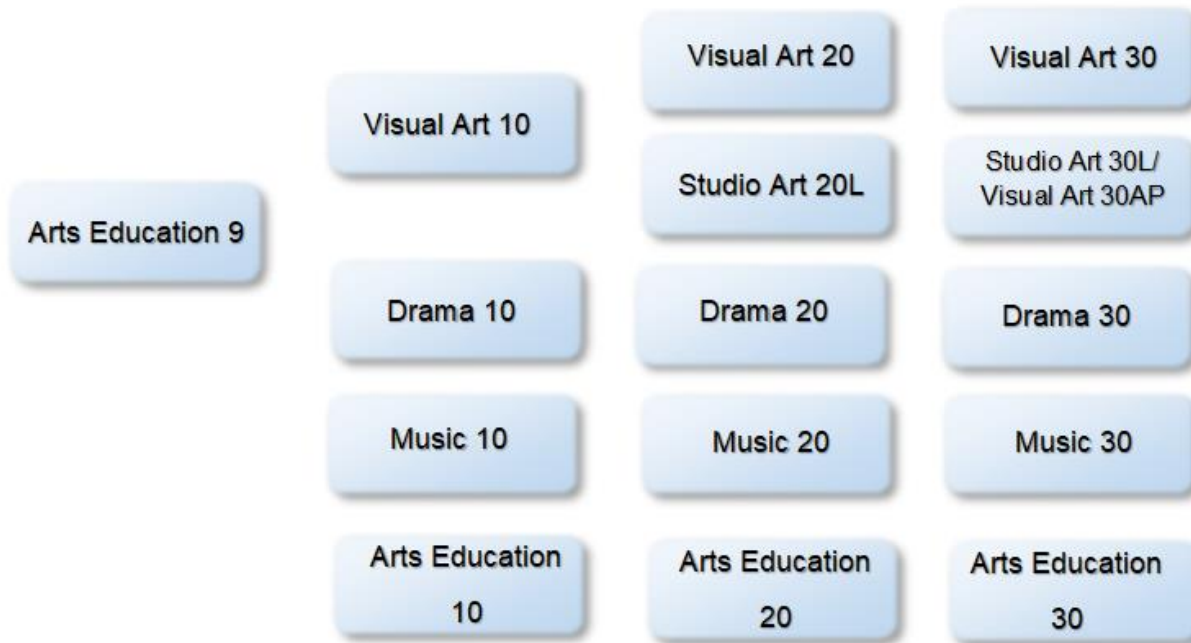 Arts Education 9
Visual Art 10
Drama 10
Music 10
Arts Education
10
Visual Art 20
Studio Art 20L
Drama 20
Music 20
Arts Education
20
Visual Art 30
Studio Art 30L/
Visual Art 30AP
Drama 30
Music 30
Arts Education
30